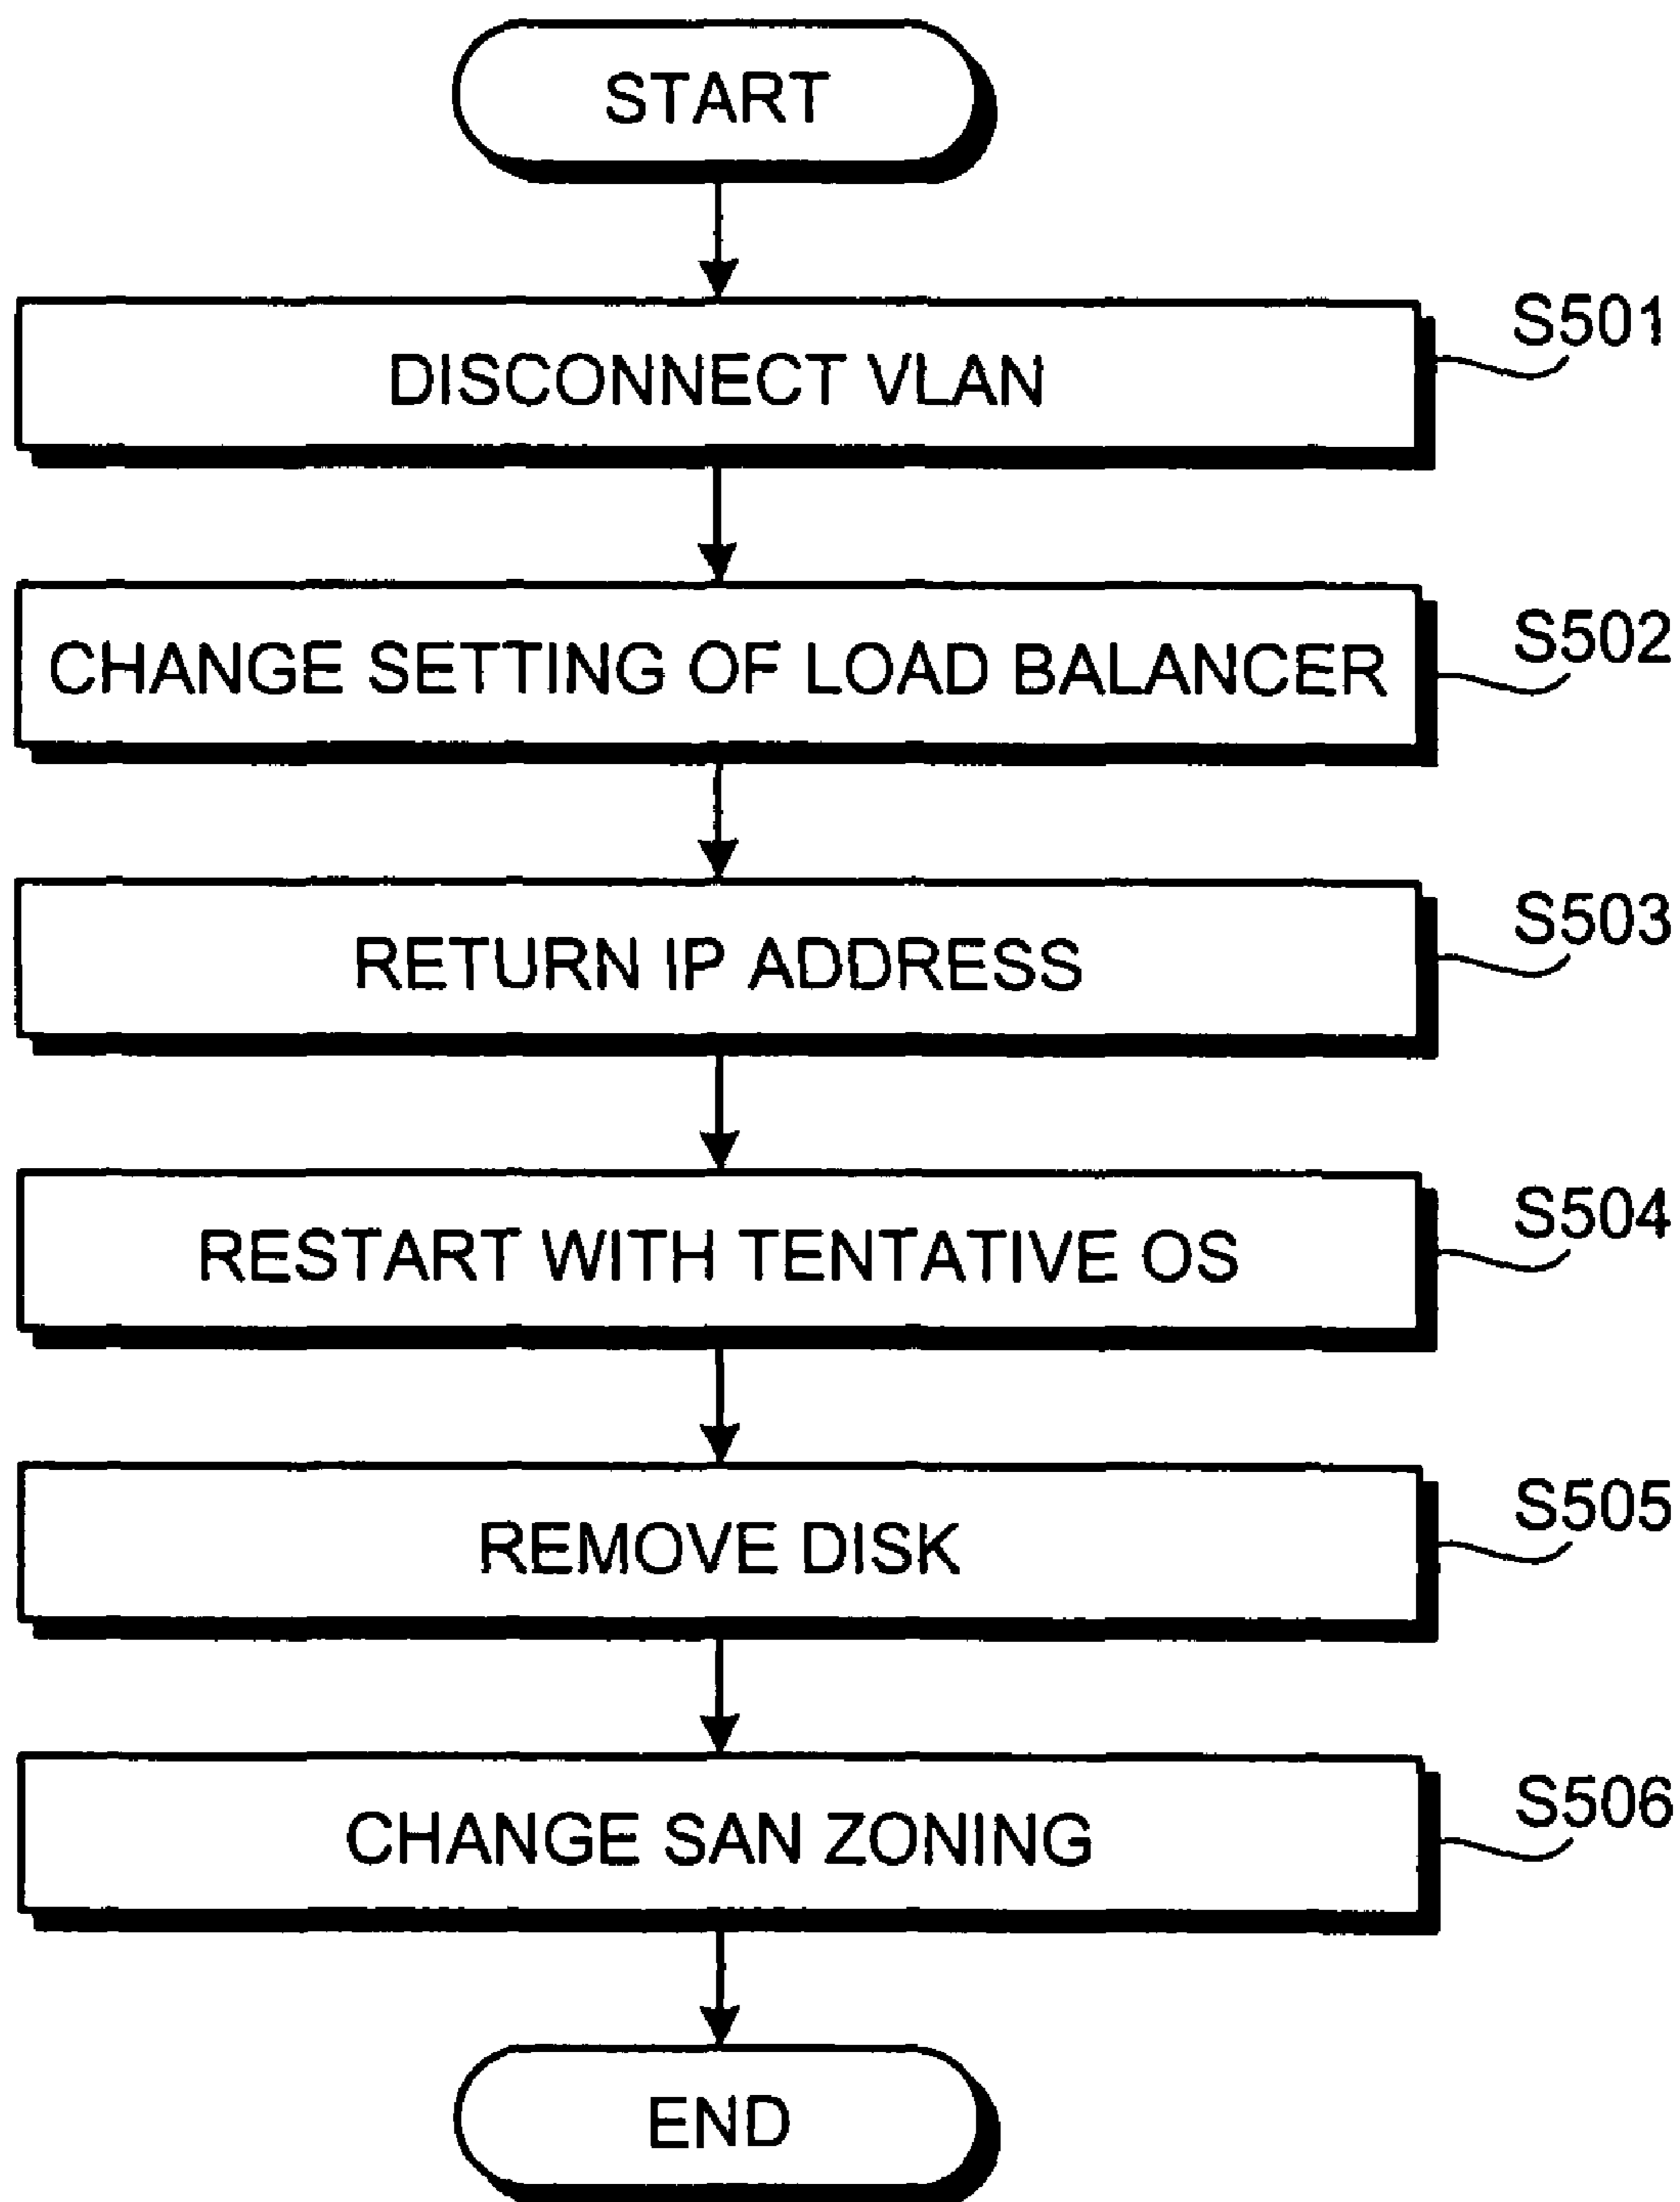 START
DISCONNECT VLAN
S501
CHANGE SETTING OF LOAD BALANCER
S502
RETURN IP ADDRESS
S503
RESTART WITH TENTATIVE OS
S504
REMOVE DISK
S505
CHANGE SAN ZONING
S506
END